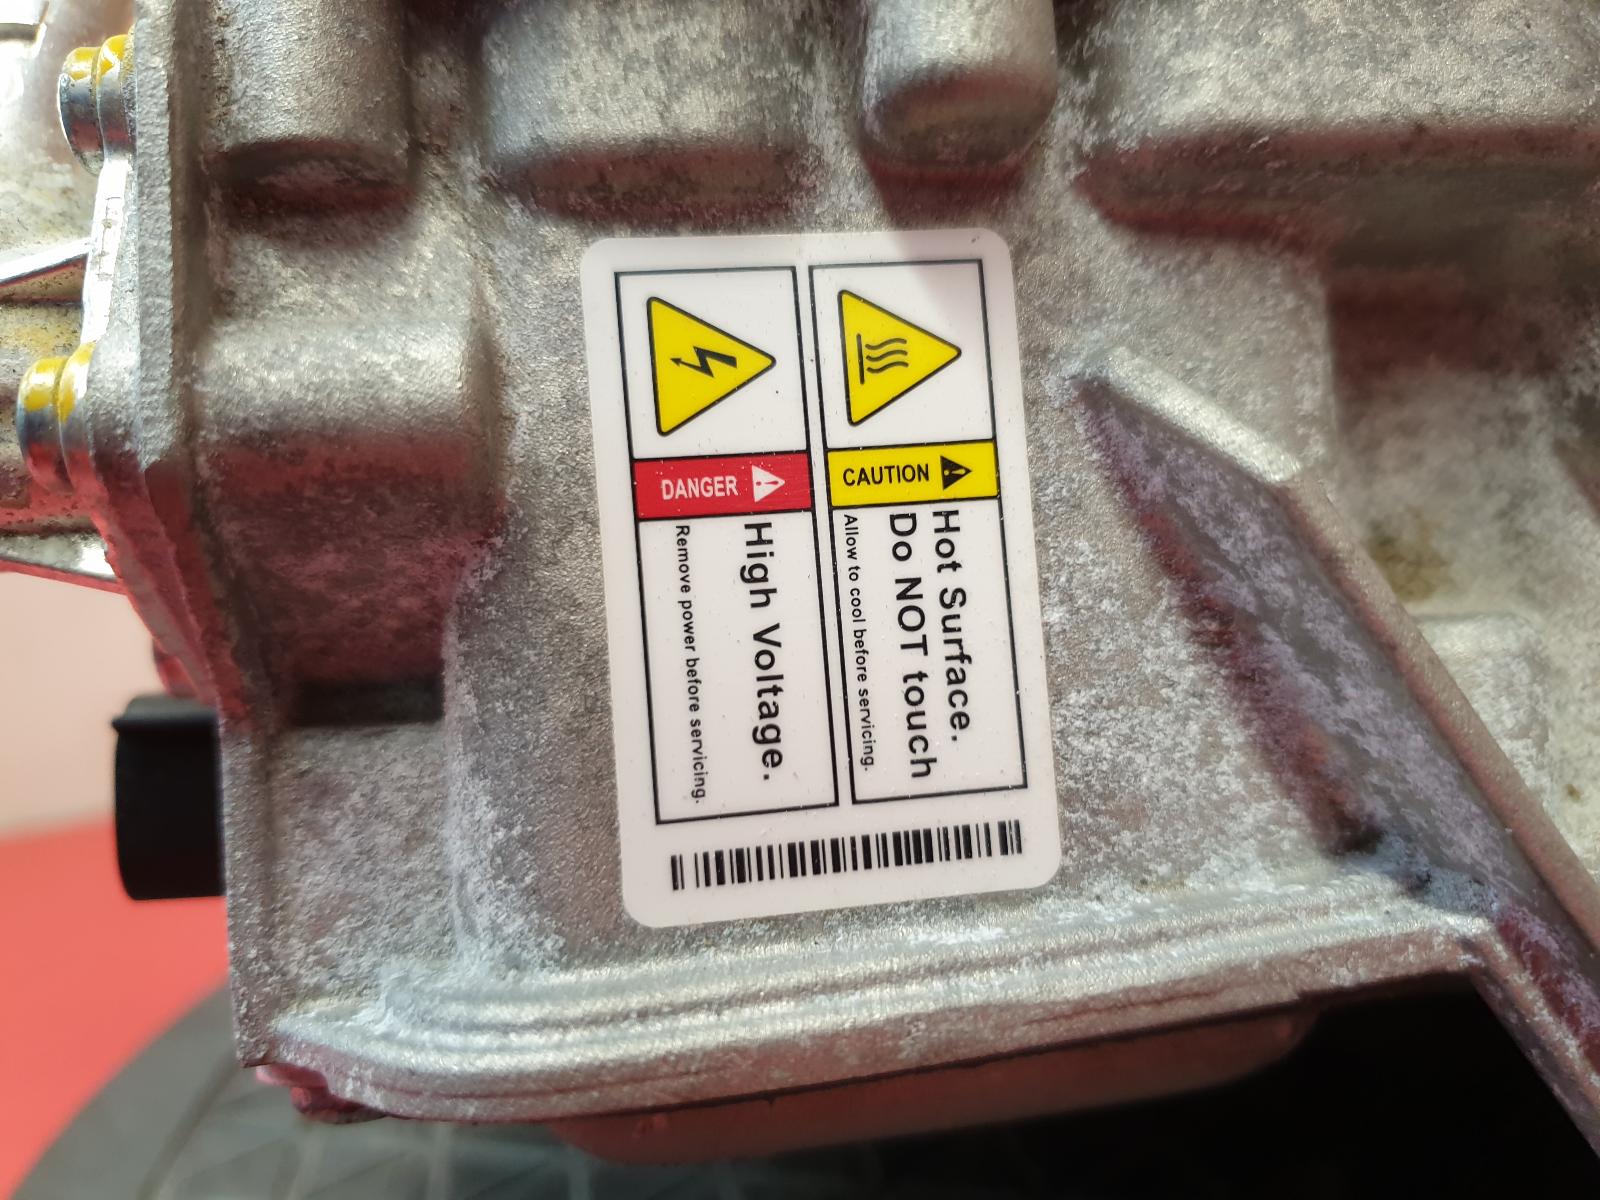 CAUTION
Hot Surface.
Do NOT touch
Allow to cool before servicing.
DANGER
High Voltage.
Remove power before servicing.